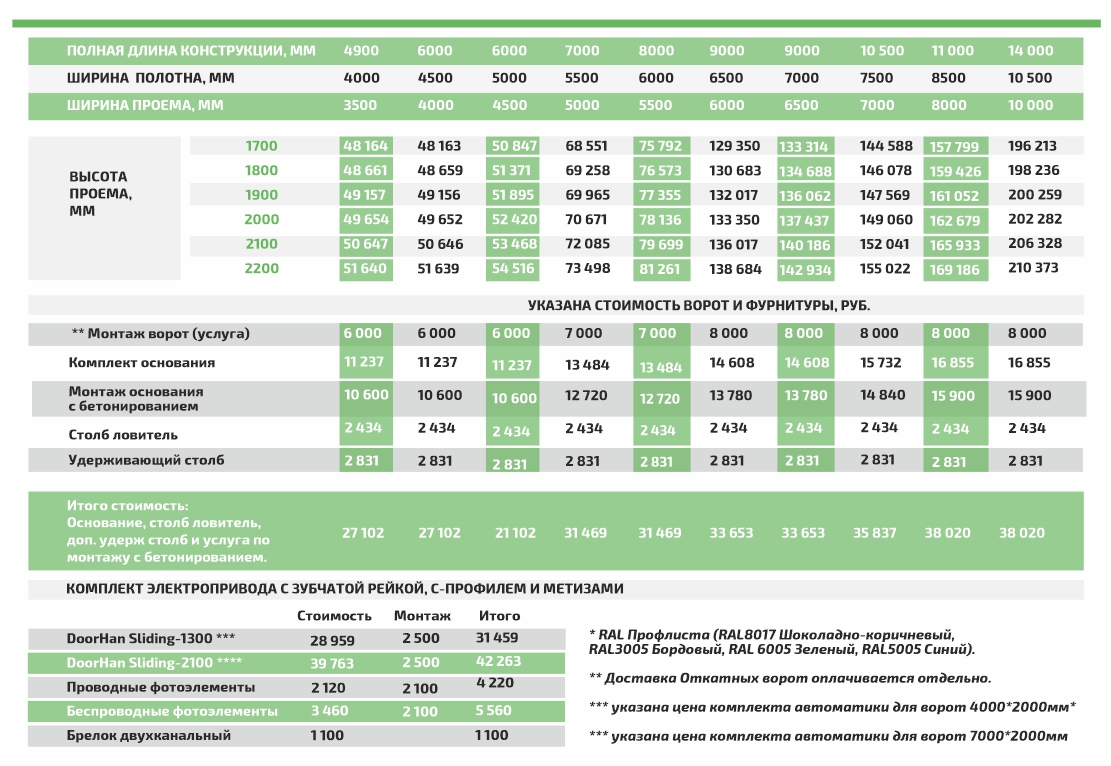 ПОЛНАЯ ДЛИНА КОНСТРУКЦИИ, ММ 4900 6000 6000 7000 8000 9000 9000 10 500 11 000 14 000
ШИРИНА ПОЛОТНА, ММ 4000 4500 5000 5500 6000 6500 7000 7500 8500 10 500
ШИРИНА ПРОЕМА, ММ 3500 4000 4500 5000 5500 6000 6500 7000 8000 10 000
ВЫСОТА
ПРОЕМА,
ММ
1700 48 164 48 163 50 847 68 551 75 792 129 350 133 314 144 588 157 799 196 213
1800 48 661 48 659 51 371 69 258 76 573 130 683 134 688 146 078 159 426 198 236
1900 49 157 49 156 51 895 69 965 77 355 132 017 136 062 147 569 161 052 200 259
2000 49 654 49 652 52 420 70 671 78 136 133 350 137 437 149 060 162 679 202 282
2100 50 647 50 646 53 468 72 085 79 699 136 017 140 186 152 041 165 933 206 328
2200 51 640 51 639 54 516 73 498 81 261 138 684 142 934 155 022 169 186 210 373
УКАЗАНА СТОИМОСТЬ ВОРОТ И ФУРНИТУРЫ, РУБ.
** Монтаж ворот (услуга) 6 000 6 000 6 000 7 000 7 000 8 000 8 000 8 000 8 000 8 000
Комплект основания 11 237 11 237 11 237 13 484 13 484 14 608 14 608 15 732 16 855 16 855
Монтаж основания
с бетонированием 10 600 10 600 10 600 12 720 12 720 13 780 13 780 14 840 15 900 15 900
Столб ловитель 2 434 2 434 2 434 2 434 2 434 2 434 2 434 2 434 2 434 2 434
Удерживающий столб 2 831 2 831 2 831 2 831 2 831 2 831 2 831 2 831 2 831 2 831
Итого стоимость:
Основание, столб ловитель,
доп. удерж столб и услуга по
монтажу с бетонированием.
27 102 27 102 21 102 31 469 31 469 33 653 33 653 35 837 38 020 38 020
КОМПЛЕКТ ЭЛЕКТРОПРИВОДА С ЗУБЧАТОЙ РЕЙКОЙ, С-ПРОФИЛЕМ И МЕТИЗАМИ
Стоимость Монтаж Итого
DoorHan Sliding-1300 *** 28 959 2 500 31 459
DoorHan Sliding-2100 **** 39 763 2 500 42 263
Проводные фотоэлементы 2 120 2 100 4 220
Беспроводные фотоэлементы 3 460 2 100 5 560
Брелок двухканальный 1 100 1 100
* RAL Профлиста (RAL8017 Шоколадно-коричневый,
RAL3005 Бордовый, RAL 6005 Зеленый, RAL5005 Синий).
** Доставка Откатных ворот оплачивается отдельно.
*** указана цена комплекта автоматики для ворот 4000*2000мм*
*** указана цена комплекта автоматики для ворот 7000*2000мм